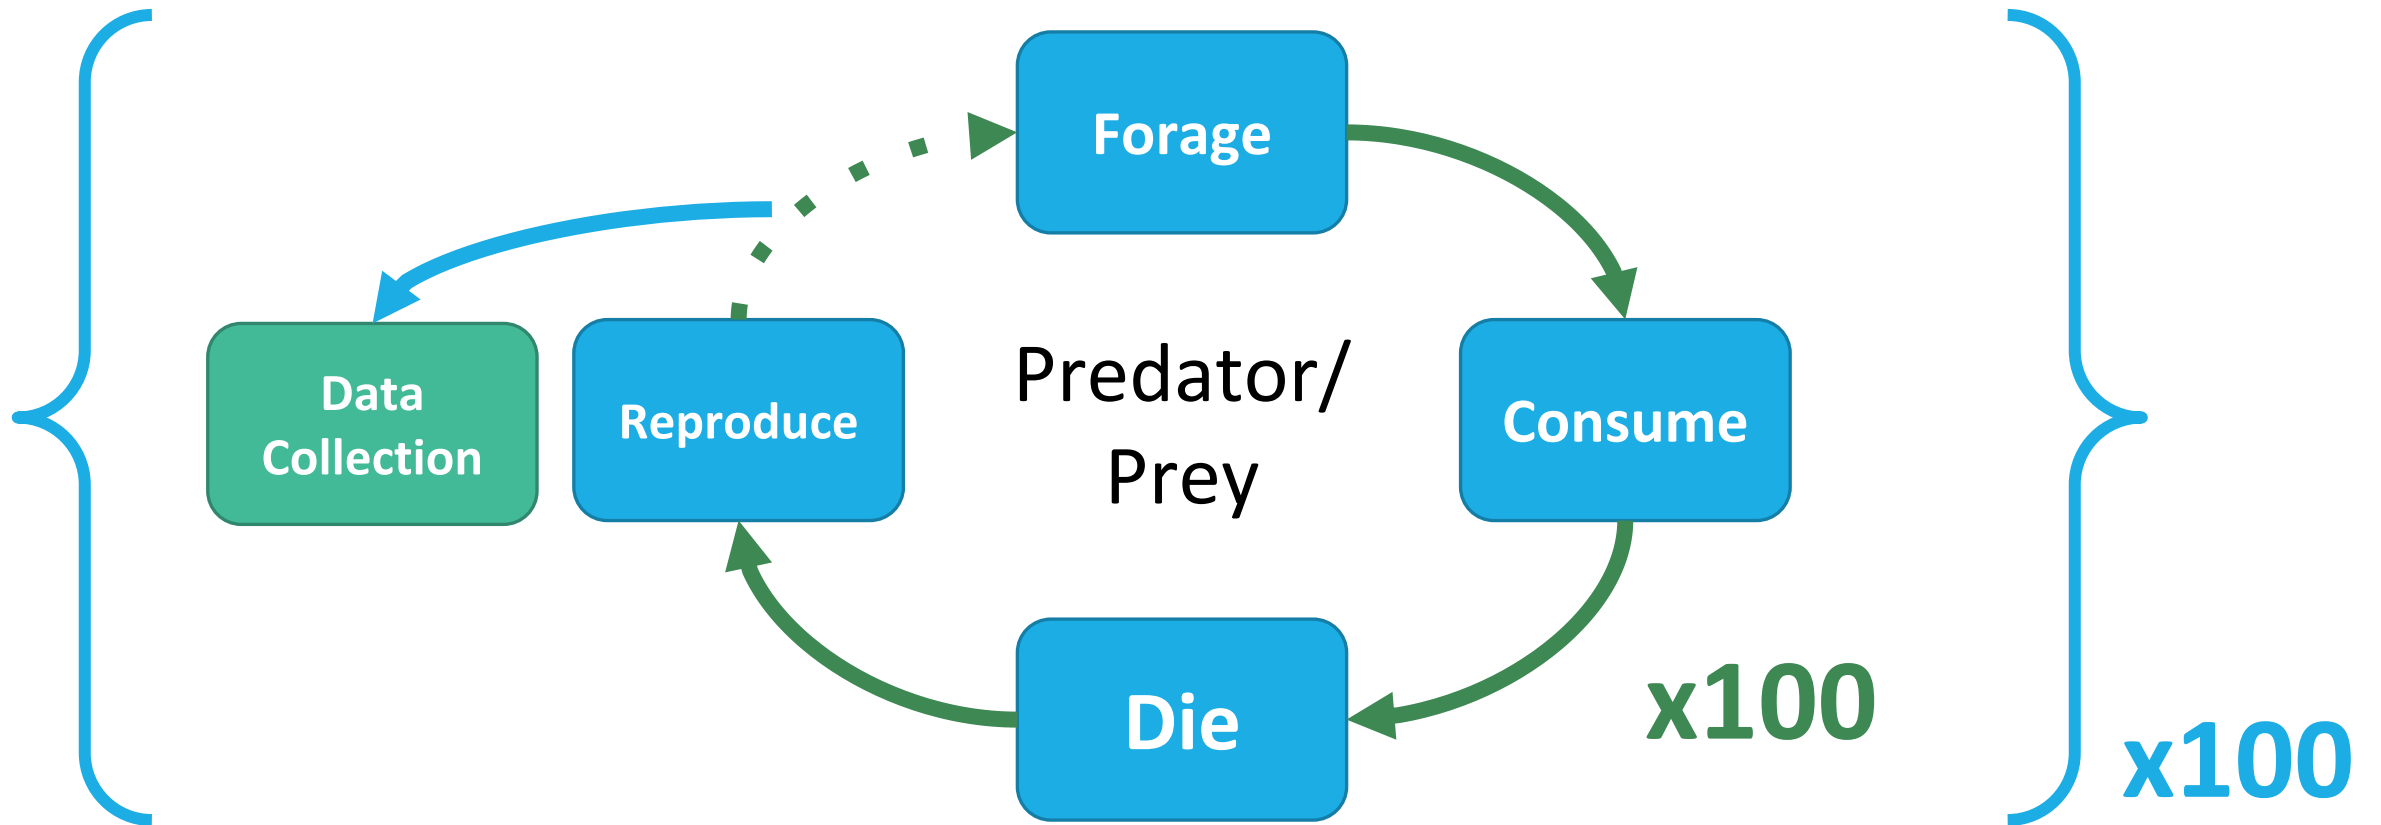 Forage
Data
Collection
Reproduce
Predator/
Prey
Consume
Die
x100
x100